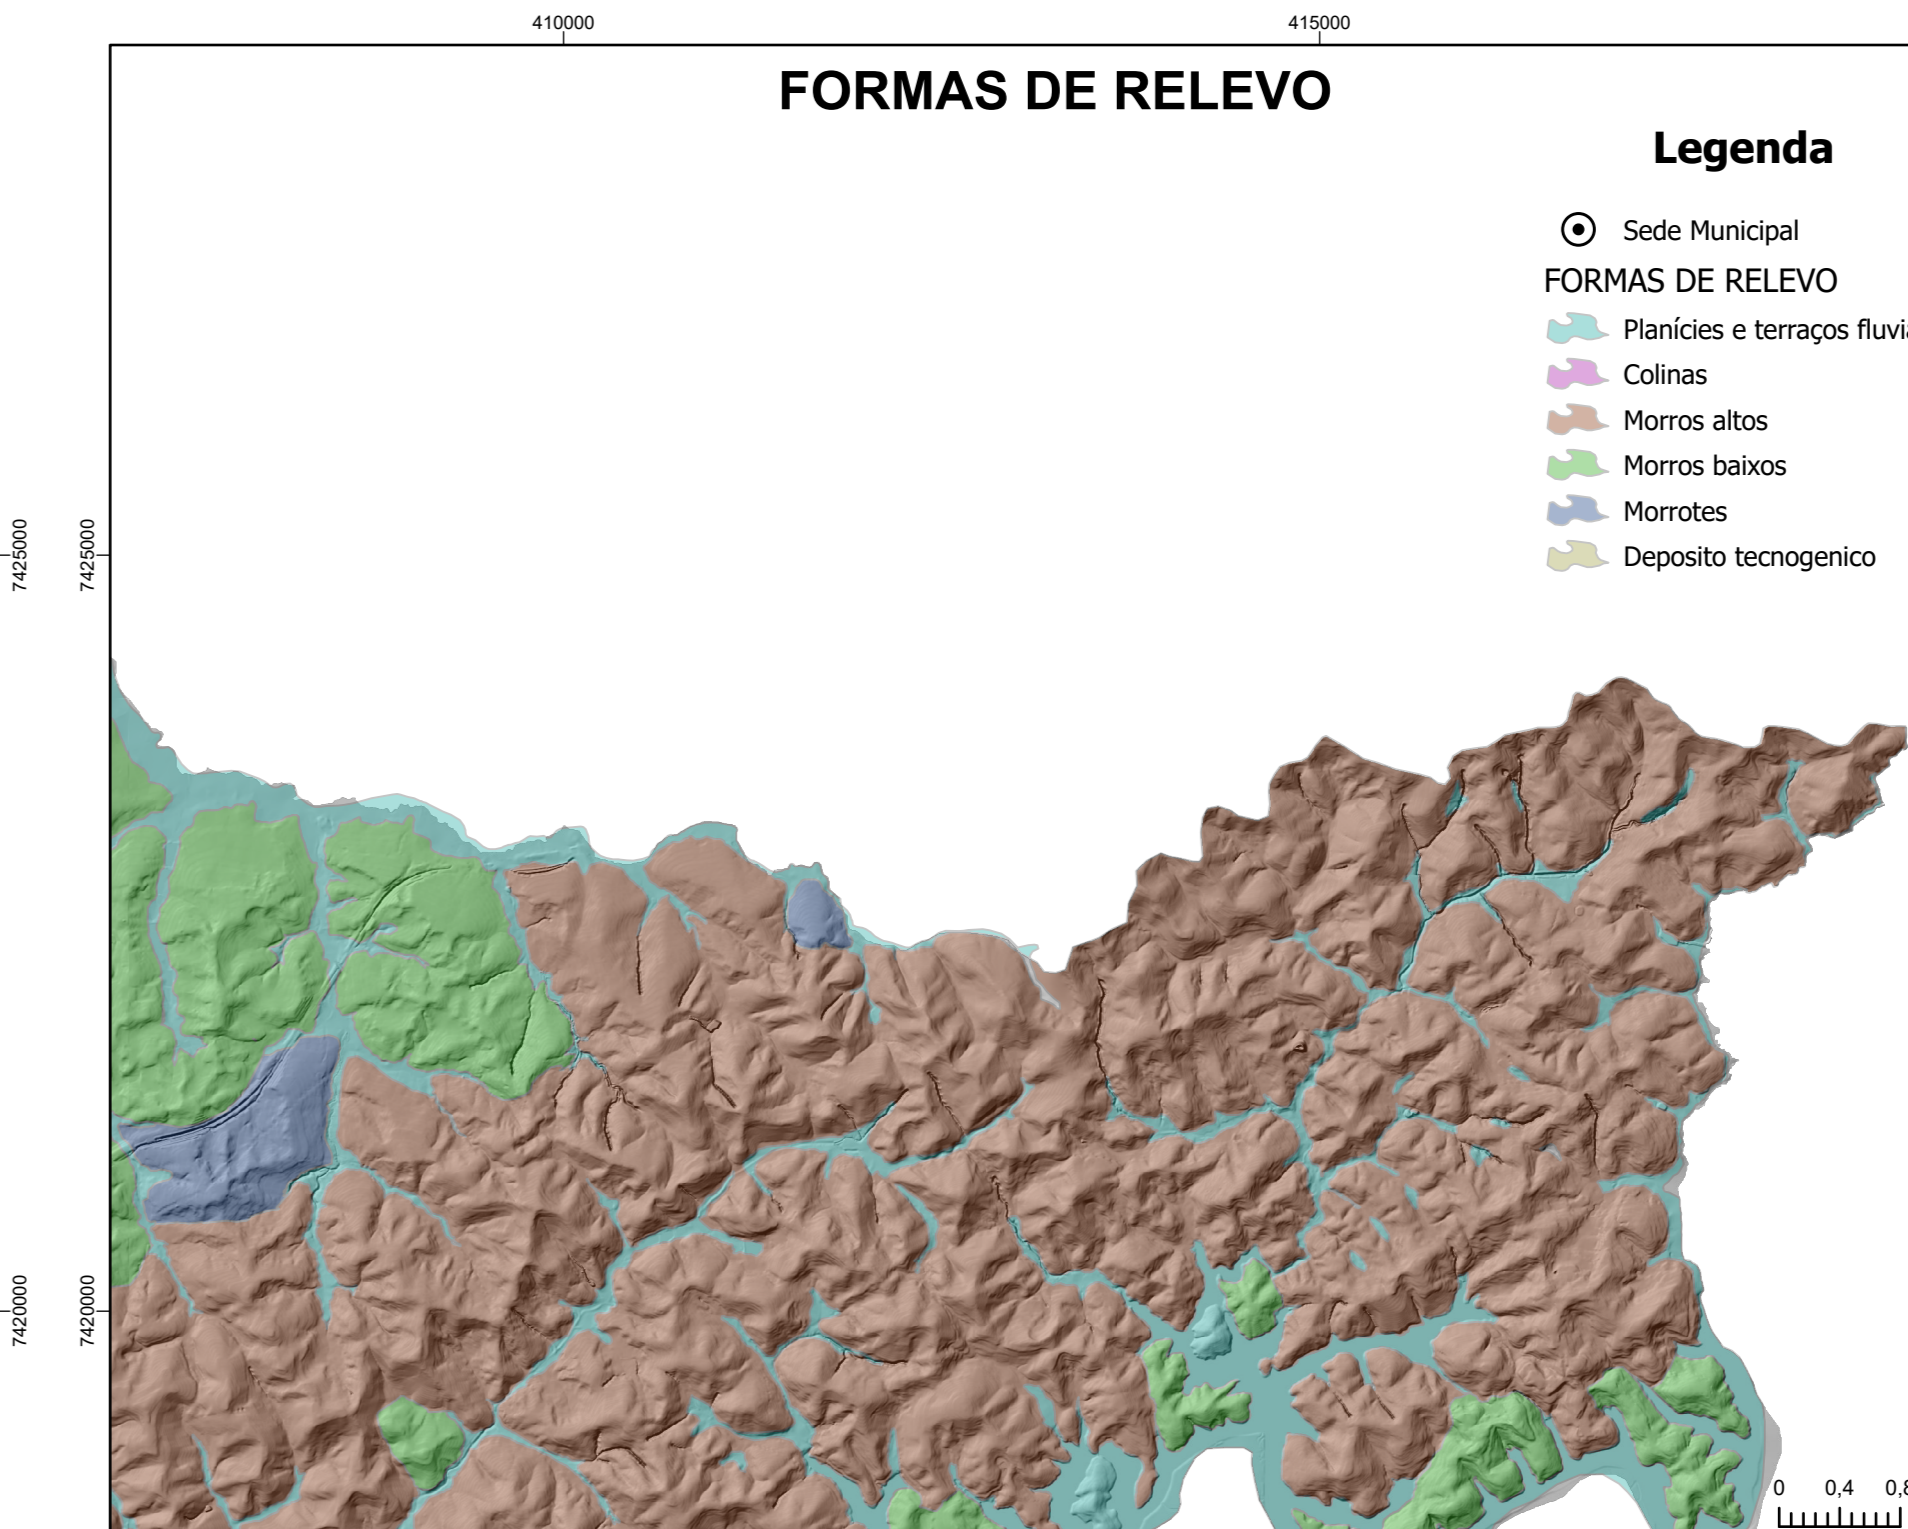 410000
415000
FORMAS DE RELEVO
Legenda
Sede Municipal
FORMAS DE RELEVO
Planícies e terraços
Colinas
Morros altos
Morros baixos
Morrotes
Deposito tecnogenico
7425000
7425000
7420000
7420000
0 0,4